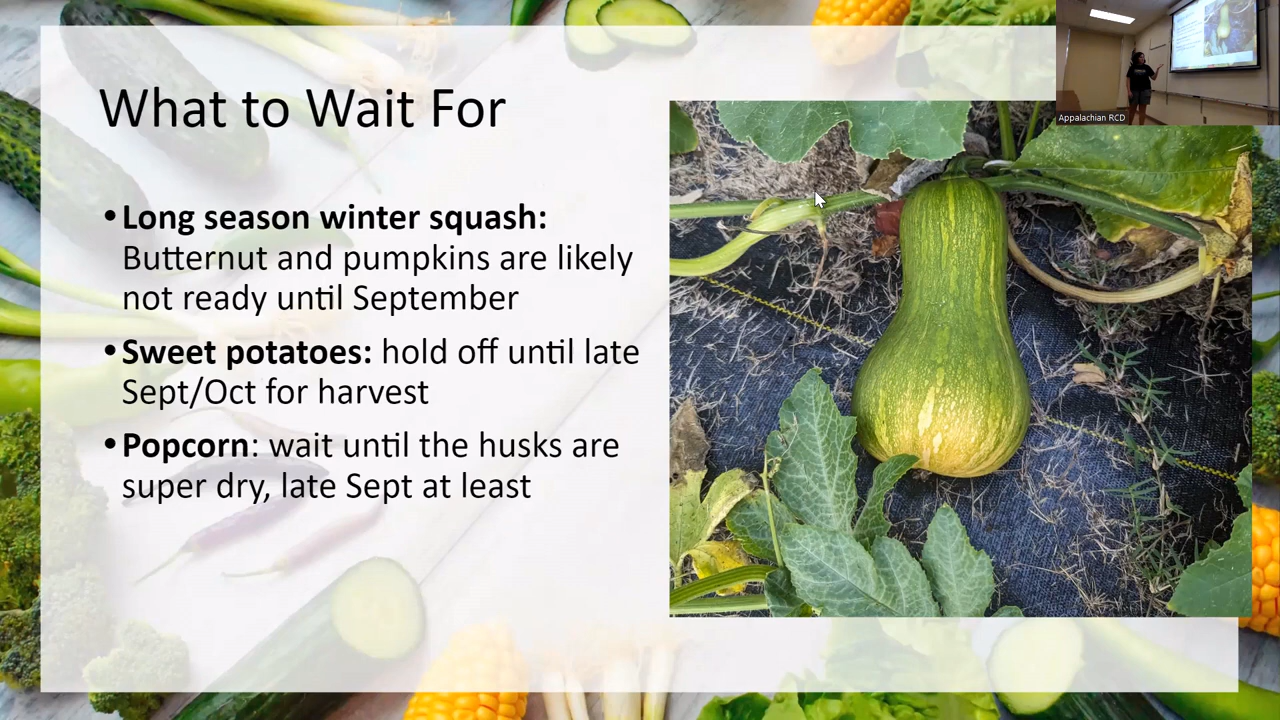 What to Wait For
•Long season winter squash:
Butternut and pumpkins are likely
not ready until September
•Sweet potatoes: hold off until late
Sept/Oct for harvest
•Popcorn: wait until the husks are
super dry, late Sept at least
Appalachian RCD